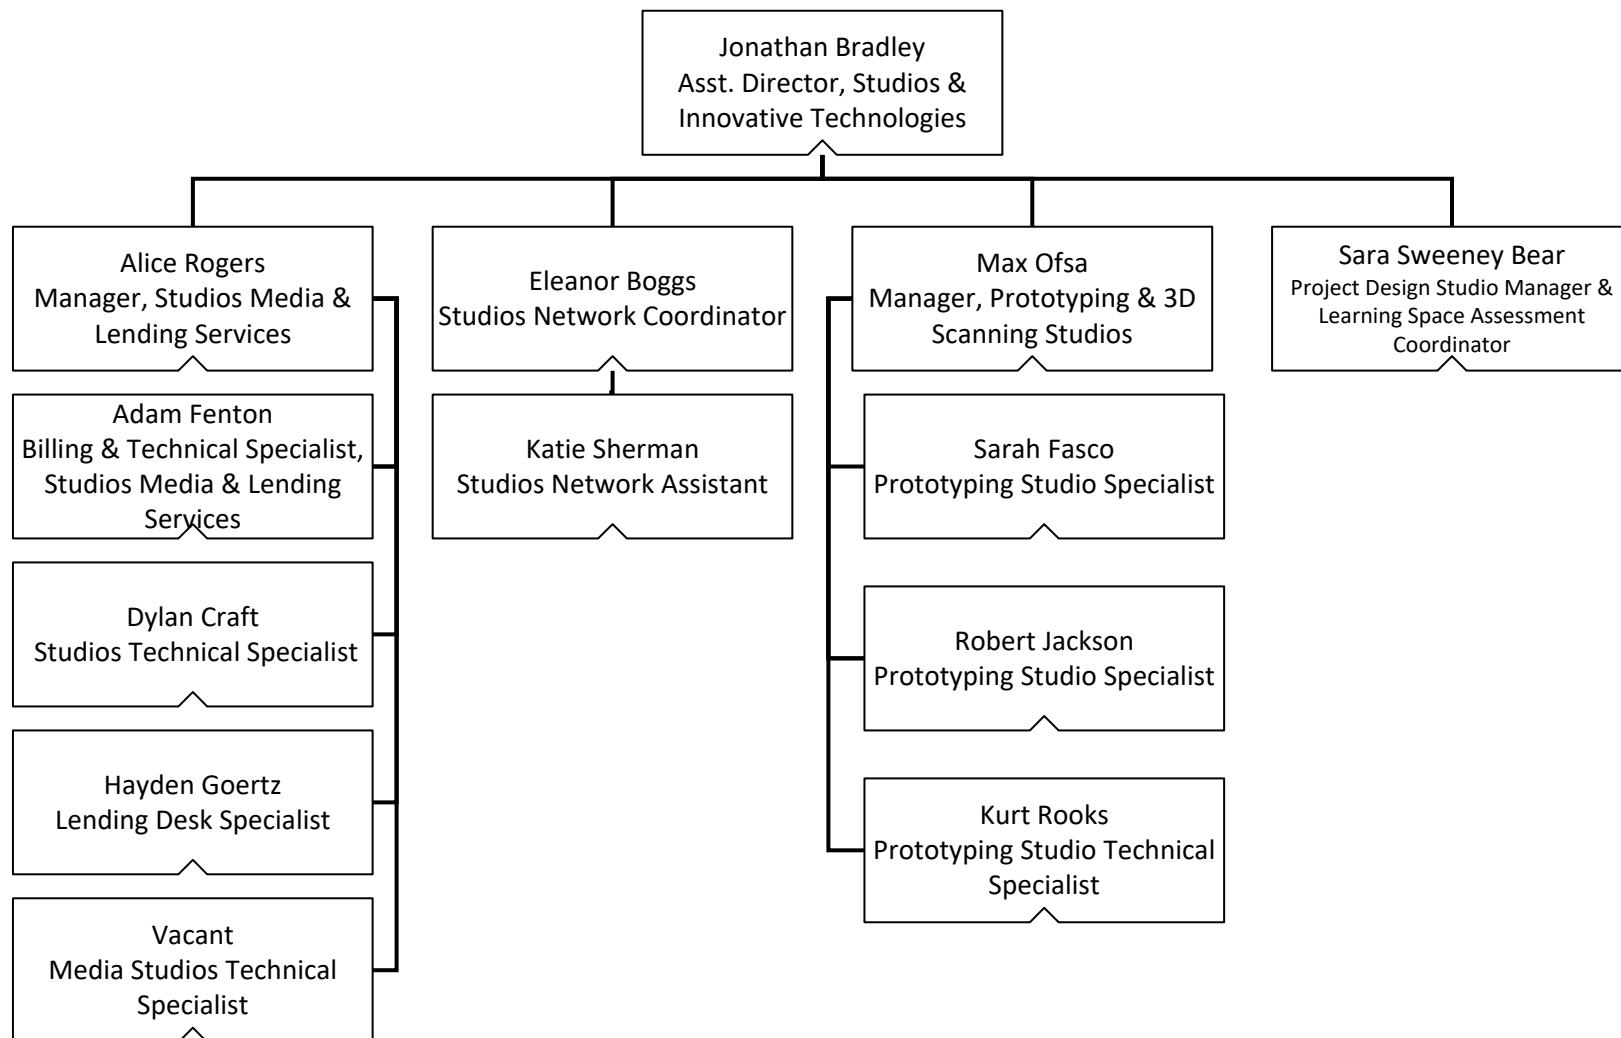 Jonathan Bradley
Asst. Director, Studios &
Innovative Technologies
Alice Rogers
Manager, Studios Media &
Lending Services
Eleanor Boggs
Studios Network Coordinator
Max Ofsa
Manager, Prototyping & 3D
Scanning Studios
Sara Sweeney Bear
Project Design Studio Manager &
Learning Space Assessment
Coordinator
Adam Fenton
Billing & Technical Specialist,
Studios Media & Lending
Services
Katie Sherman
Studios Network Assistant
Sarah Fasco
Prototyping Studio Specialist
Dylan Craft
Studios Technical Specialist
Robert Jackson
Prototyping Studio Specialist
Hayden Goertz
Lending Desk Specialist
Kurt Rooks
Prototyping Studio Technical
Specialist
Vacant
Media Studios Technical
Specialist